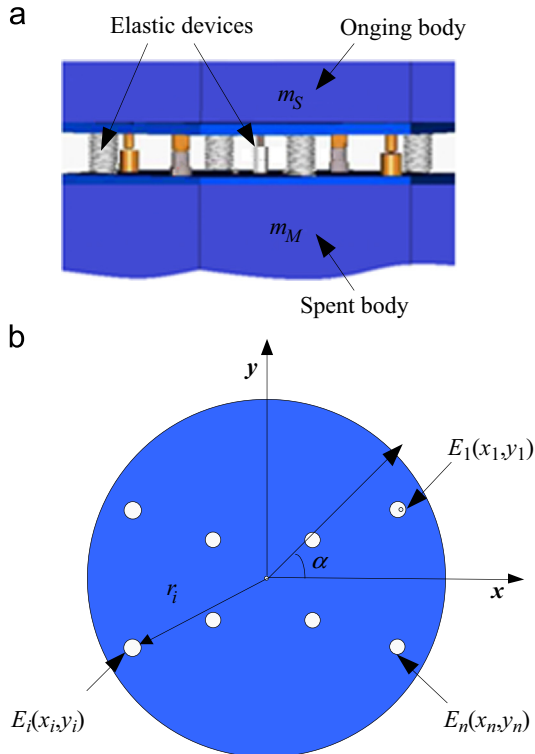 a
Elastic devices
Onging body
m_S
m_M
Spent body
b
y
E_1(x_1,y_1)
α
r_i
x
E_i(x_i,y_i)
E_n(x_n,y_n)